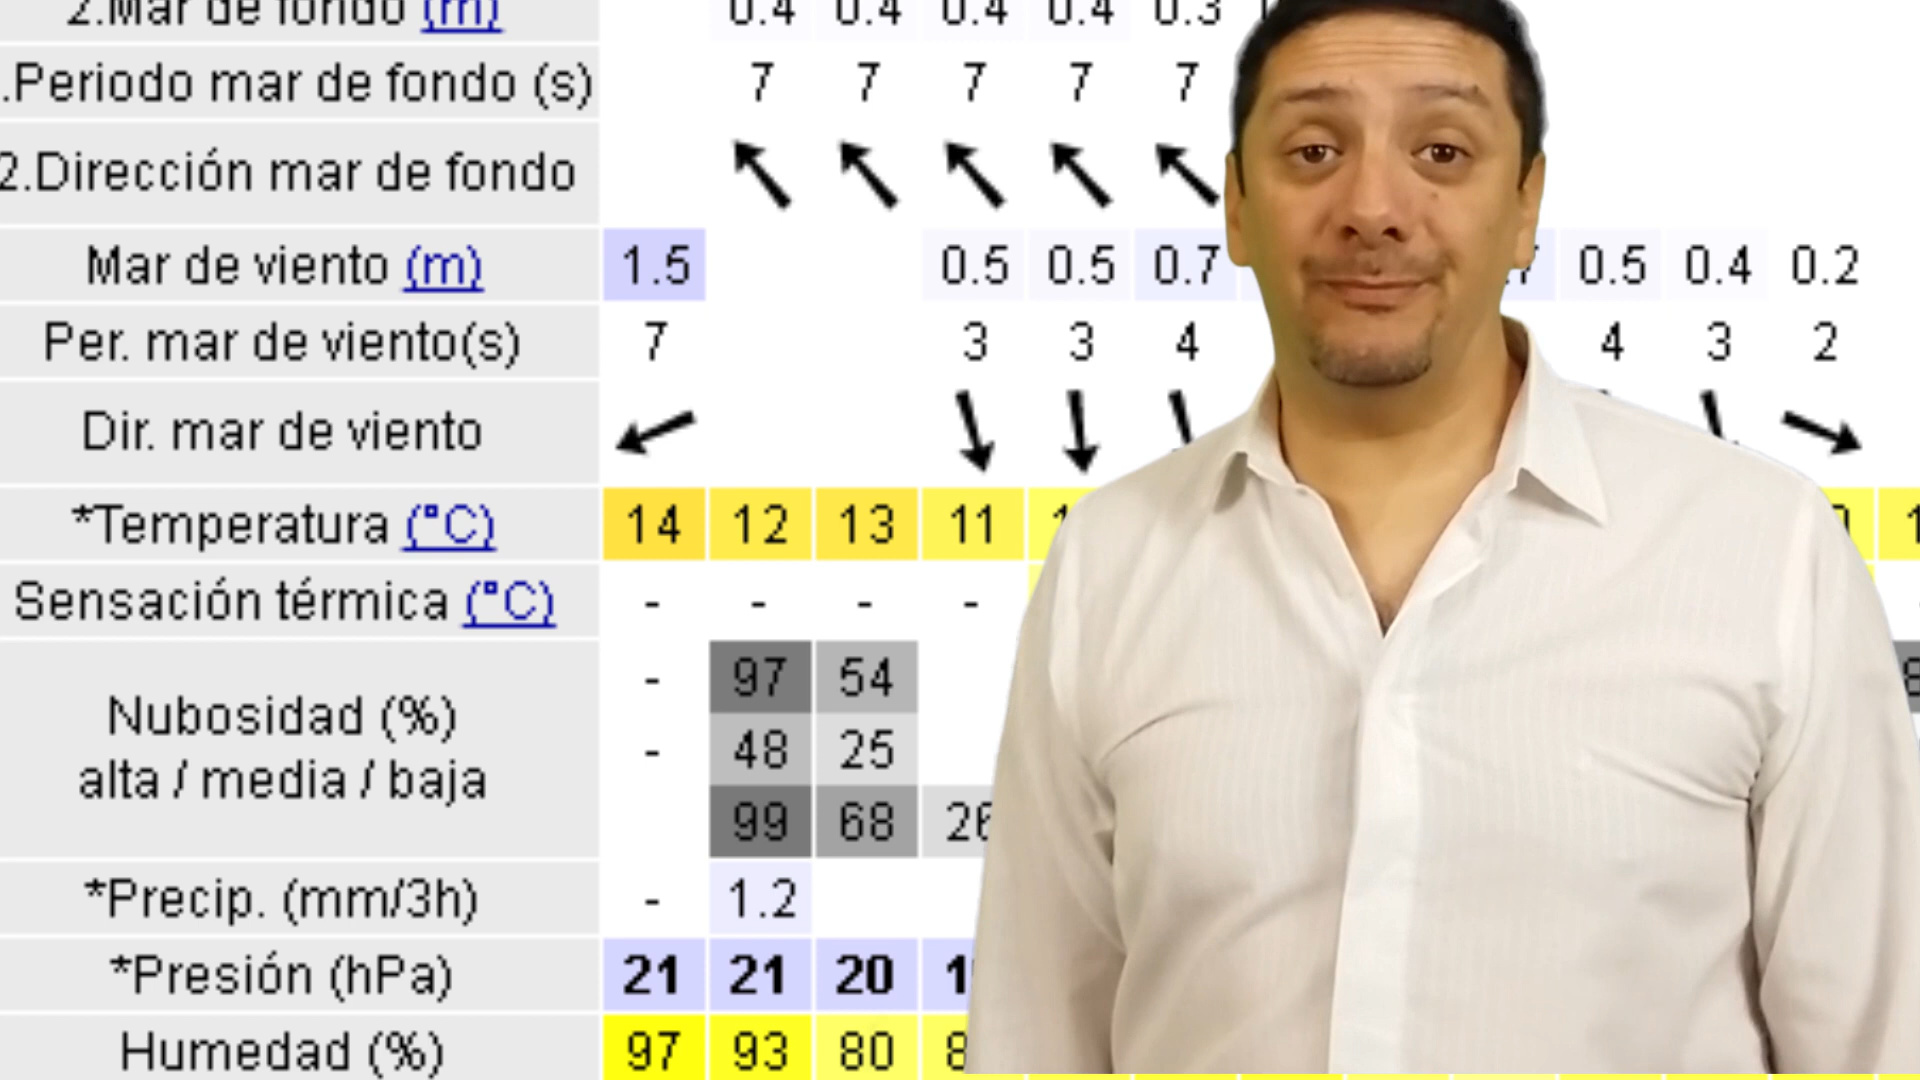 2.Mar de fondo (m) 0.4 0.4 0.4 0.4 0.3
.Periodo mar de fondo (s) 7 7 7 7 7
2.Dirección mar de fondo
Mar de viento (m) 1.5 0.5 0.5 0.7 0.5 0.4 0.2
Per. mar de viento(s) 7 3 3 4 4 3 2
Dir. mar de viento
*Temperatura (°C) 14 12 13 11
Sensación térmica (°C) - - - -
Nubosidad (%)
alta / media / baja
- 97 54
- 48 25
99 68 26
*Precip. (mm/3h) - 1.2
*Presión (hPa) 21 21 20
Humedad (%) 97 93 80